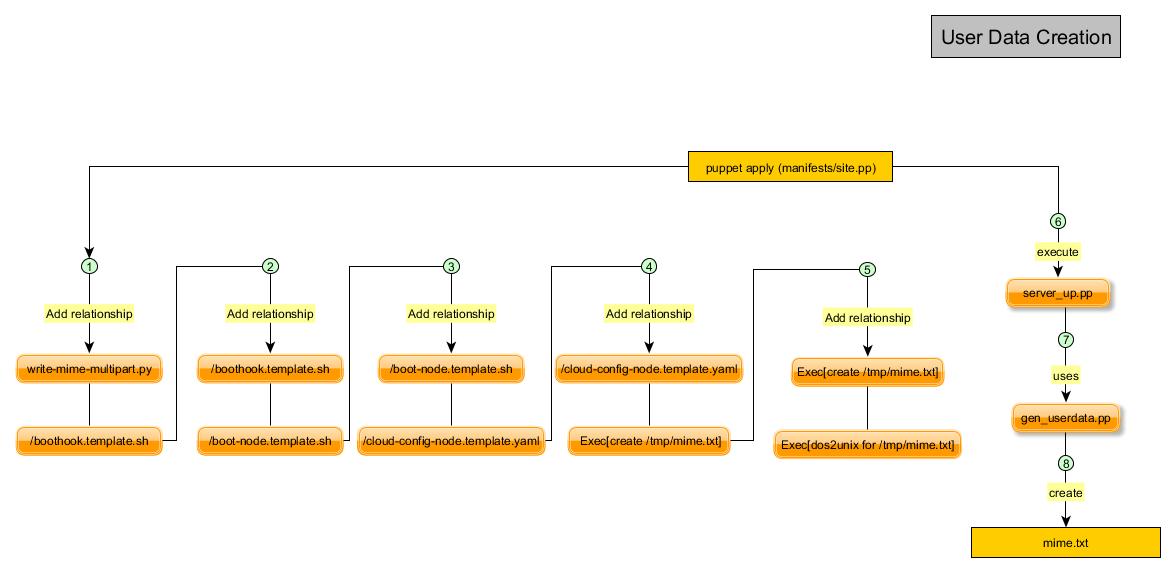 User Data Creation
puppet apply (manifests/site.pp)
1
Add relationship
write-mime-multipart.py
/boothook.template.sh
2
Add relationship
/boothook.template.sh
/boot-node.template.sh
3
Add relationship
/boot-node.template.sh
/cloud-config-node.template.yaml
4
Add relationship
/cloud-config-node.template.yaml
Exec[create /tmp/mime.txt]
5
Add relationship
Exec[create /tmp/mime.txt]
Exec[dos2unix for /tmp/mime.txt]
6
execute
server_up.pp
7
uses
gen_userdata.pp
8
create
mime.txt